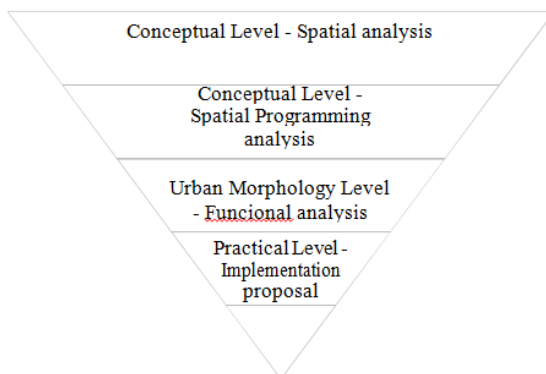 Conceptual Level - Spatial analysis
Conceptual Level -
Spatial Programming
analysis
Urban Morphology Level
- Funcional analysis
Practical Level -
Implementation
proposal